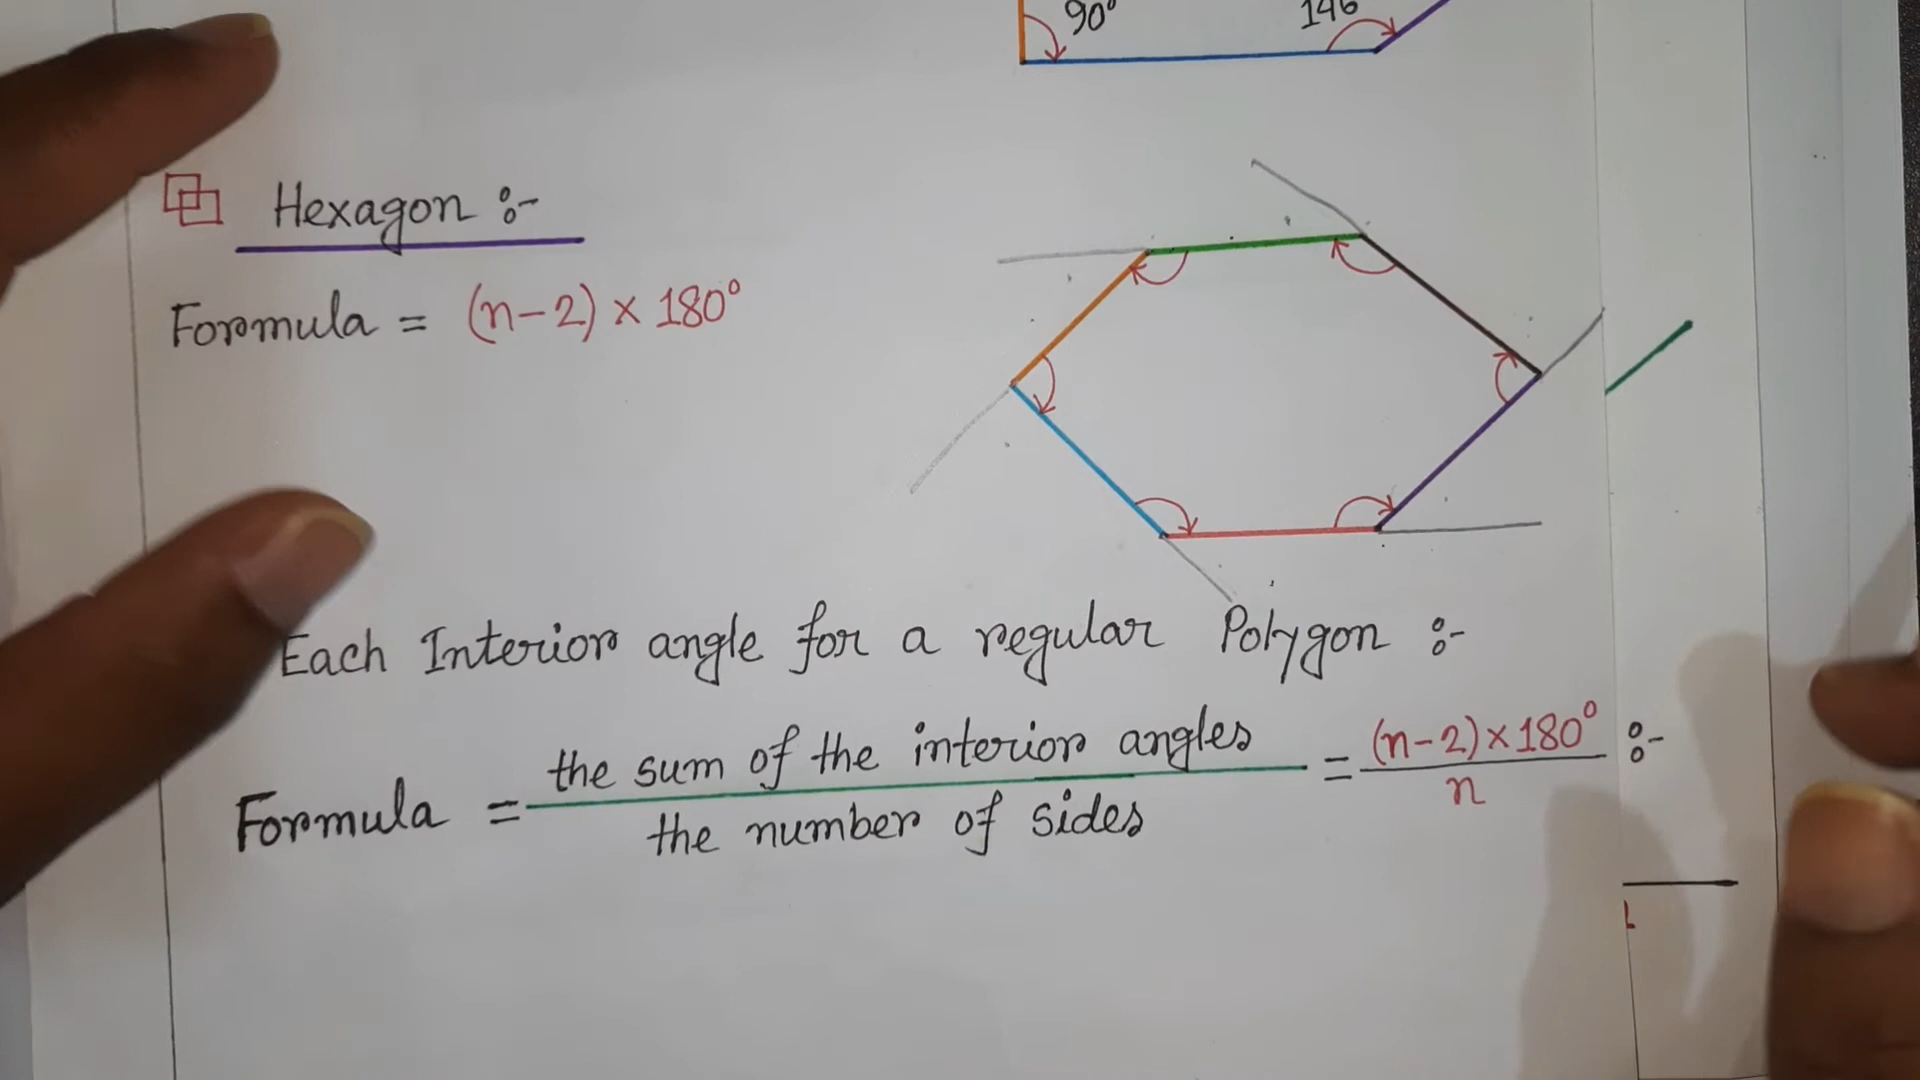 90°
146
Hexagon :-
Formula = (n-2) × 180°
Each Interior angle for a regular Polygon :-
Formula = the sum of the interior angles / the number of sides = (n-2)×180° / n :-